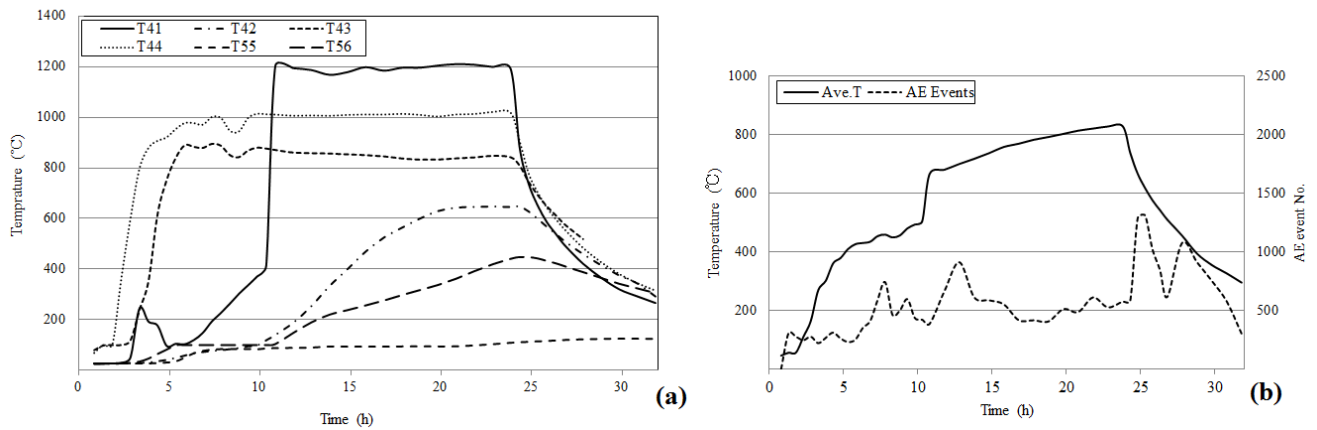 1400
T41 T42 T43
T44 T55 T56
1200
1000
800
600
400
200
Temprature (℃)
0 5 10 15 20 25 30
Time (h)
(a)
1000 2500
Ave.T AE Events
800 2000
600 1500
400 1000
200 500
Temperature (℃)
AE event No.
0 5 10 15 20 25 30
Time (h)
(b)